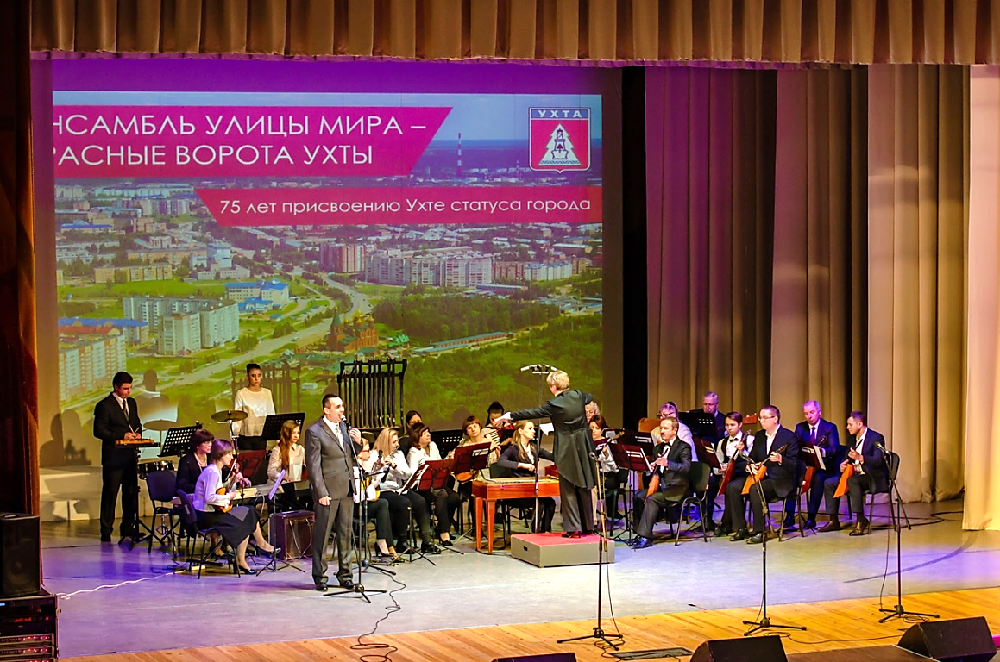 НСАМБЛЬ УЛИЦЫ МИРА –
РАСНЫЕ ВОРОТА УХТЫ
УХТА
75 лет присвоению Ухте статуса города